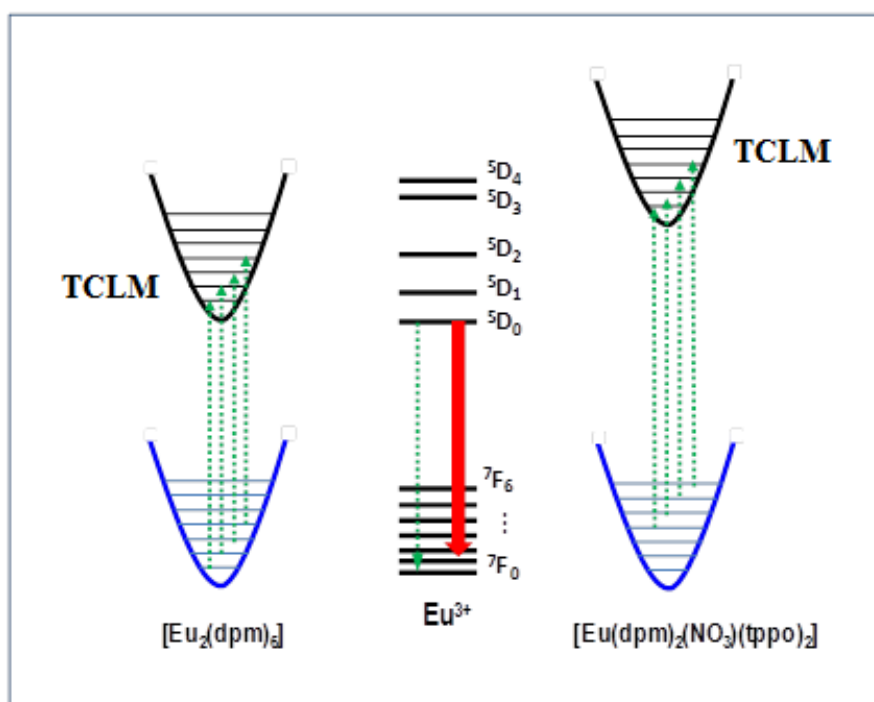 TCLM
TCLM
⁵D₄
⁵D₃
⁵D₂
⁵D₁
⁵D₀
⁷F₆
⋮
⁷F₀
Eu³⁺
[Eu₂(dpm)₆]
[Eu(dpm)₂(NO₃)(tppo)₂]